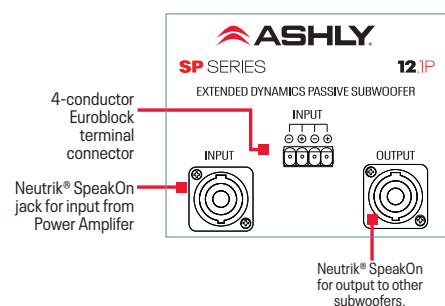 ASHLY
SP SERIES
12.1P
EXTENDED DYNAMICS PASSIVE SUBWOOFER
4-conductor
Euroblock
terminal
connector
INPUT
⊖ ⊕ ⊖ ⊕
INPUT
OUTPUT
Neutrik® SpeakOn
jack for input from
Power Amplifer
Neutrik® SpeakOn
for output to other
subwoofers.